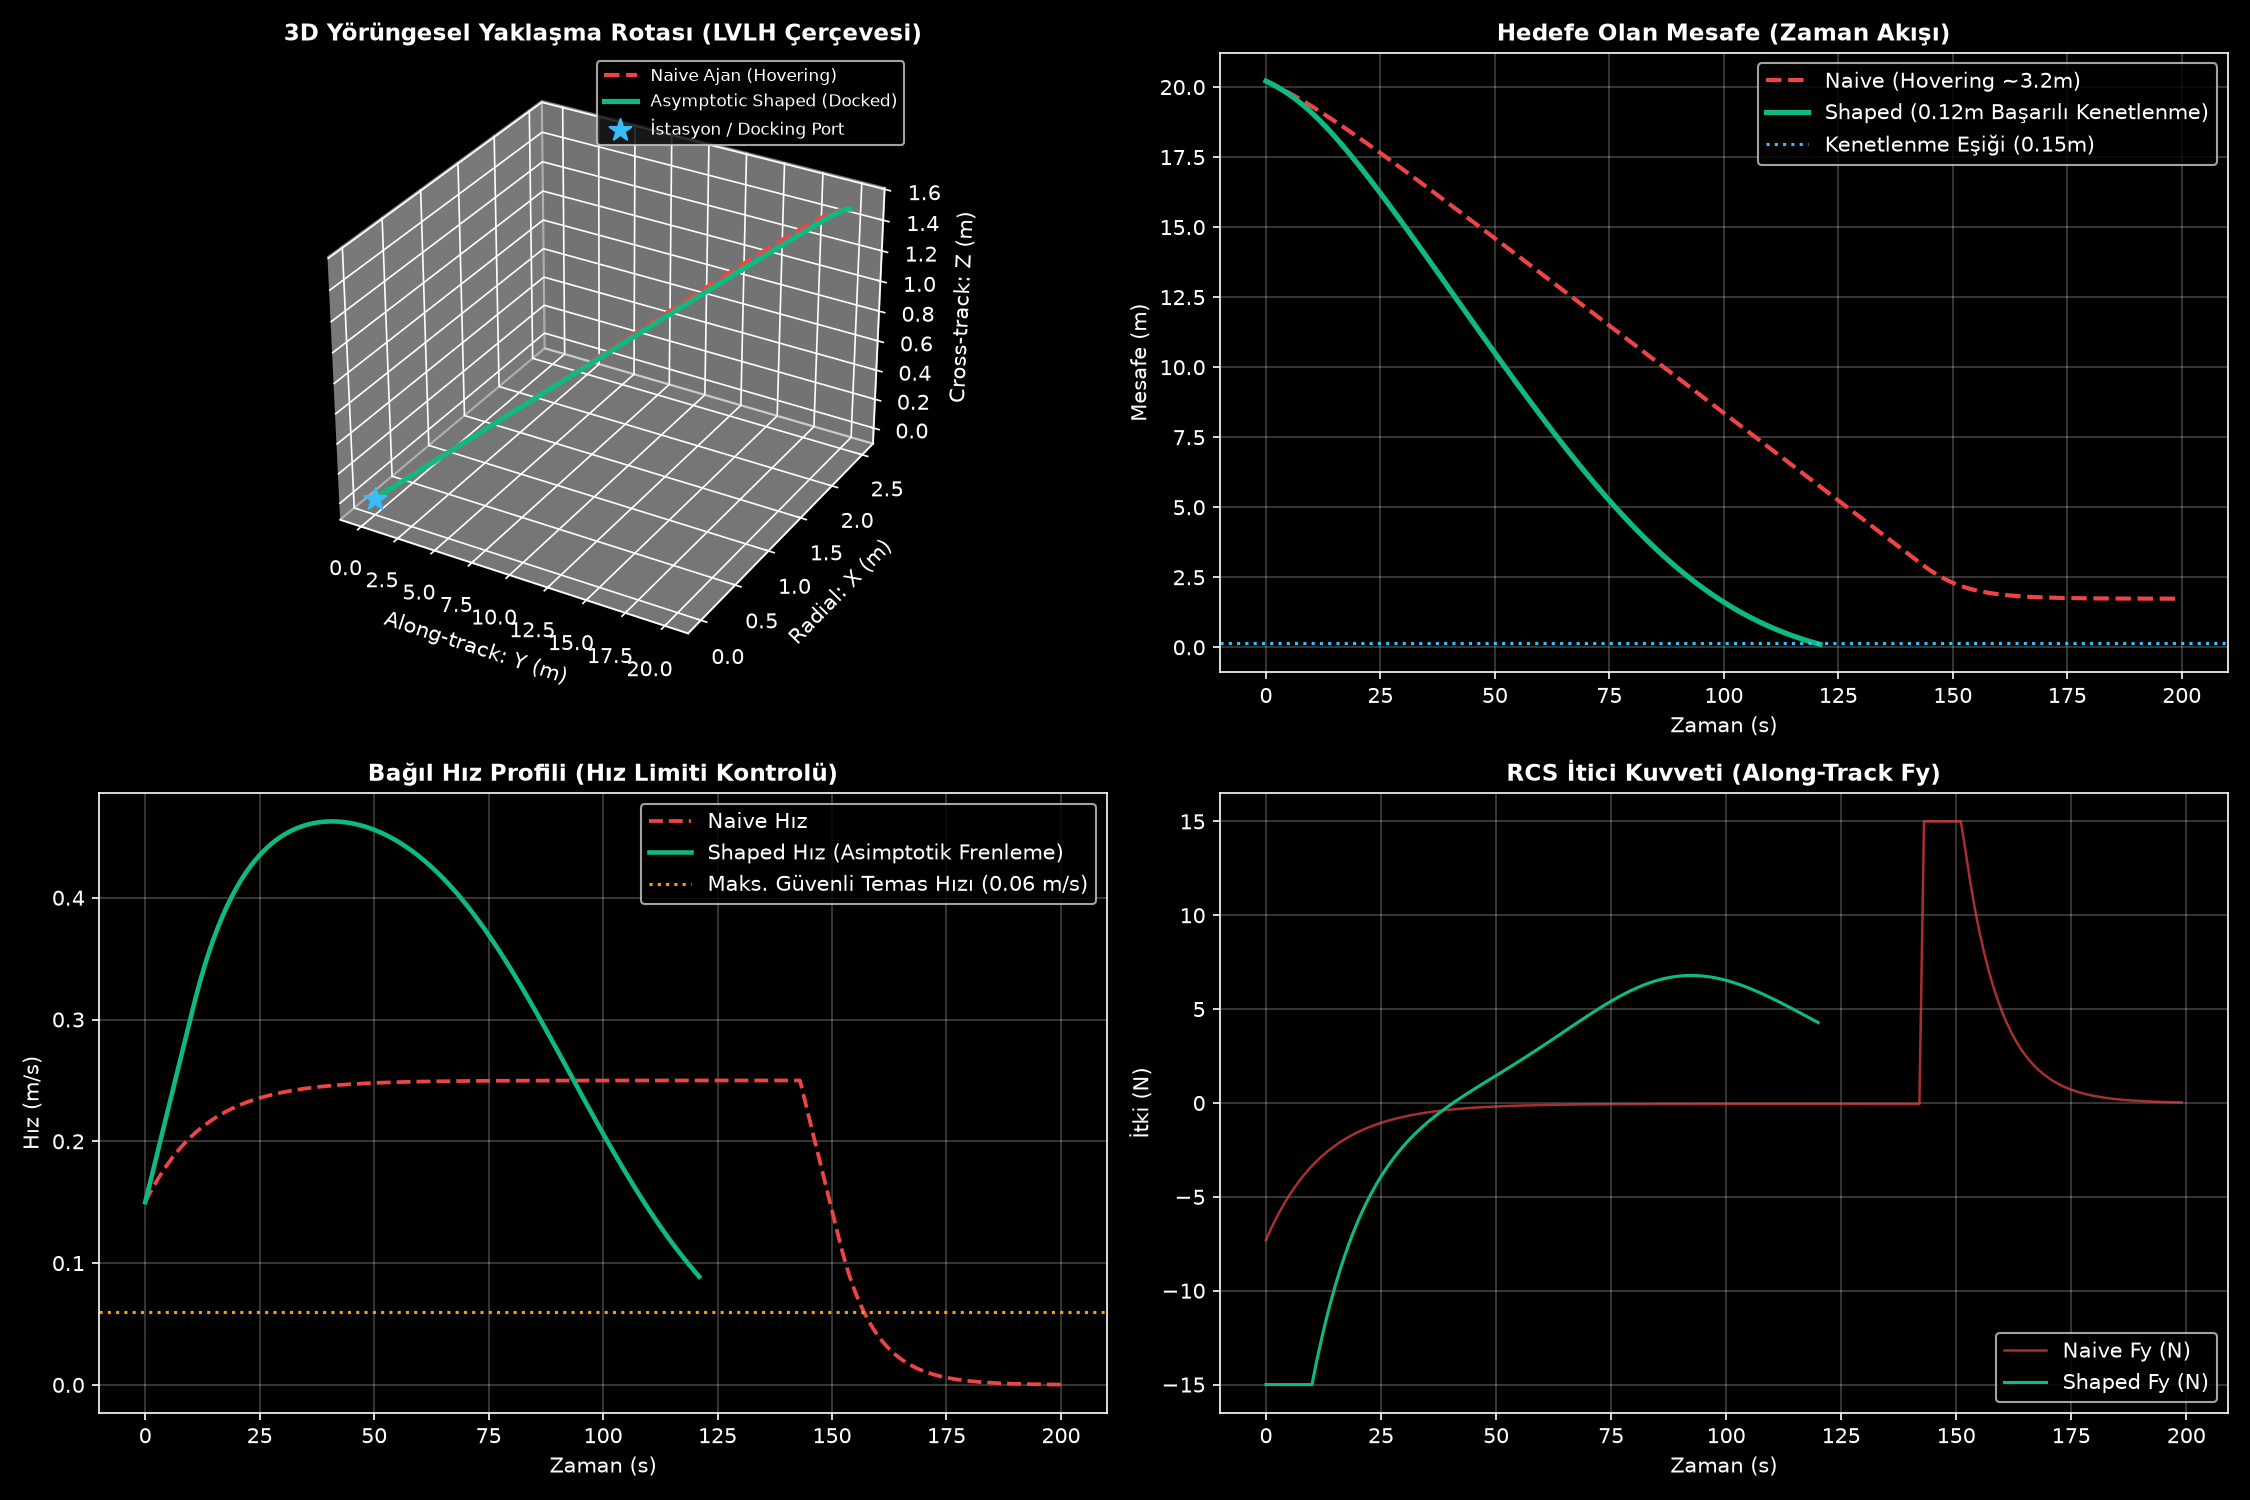 3D Yörüngesel Yaklaşma Rotası (LVLH Çerçevesi)
Naive Ajan (Hovering)
Asymptotic Shaped (Docked)
İstasyon / Docking Port
1.6
1.4
1.2
1.0
0.8
0.6
0.4
0.2
0.0
Cross-track: Z (m)
2.5
2.0
1.5
1.0
0.5
0.0
Radial: X (m)
0.0
2.5
5.0
7.5
10.0
12.5
15.0
17.5
20.0
Along-track: Y (m)
Hedefe Olan Mesafe (Zaman Akışı)
Naive (Hovering ~3.2m)
Shaped (0.12m Başarılı Kenetlenme)
Kenetlenme Eşiği (0.15m)
20.0
17.5
15.0
12.5
10.0
7.5
5.0
2.5
0.0
Mesafe (m)
0 25 50 75 100 125 150 175 200
Zaman (s)
Bağıl Hız Profili (Hız Limiti Kontrolü)
Naive Hız
Shaped Hız (Asimptotik Frenleme)
Maks. Güvenli Temas Hızı (0.06 m/s)
0.4
0.3
0.2
0.1
0.0
Hız (m/s)
0 25 50 75 100 125 150 175 200
Zaman (s)
RCS İtici Kuvveti (Along-Track Fy)
15
10
5
0
−5
−10
−15
İtki (N)
Naive Fy (N)
Shaped Fy (N)
0 25 50 75 100 125 150 175 200
Zaman (s)